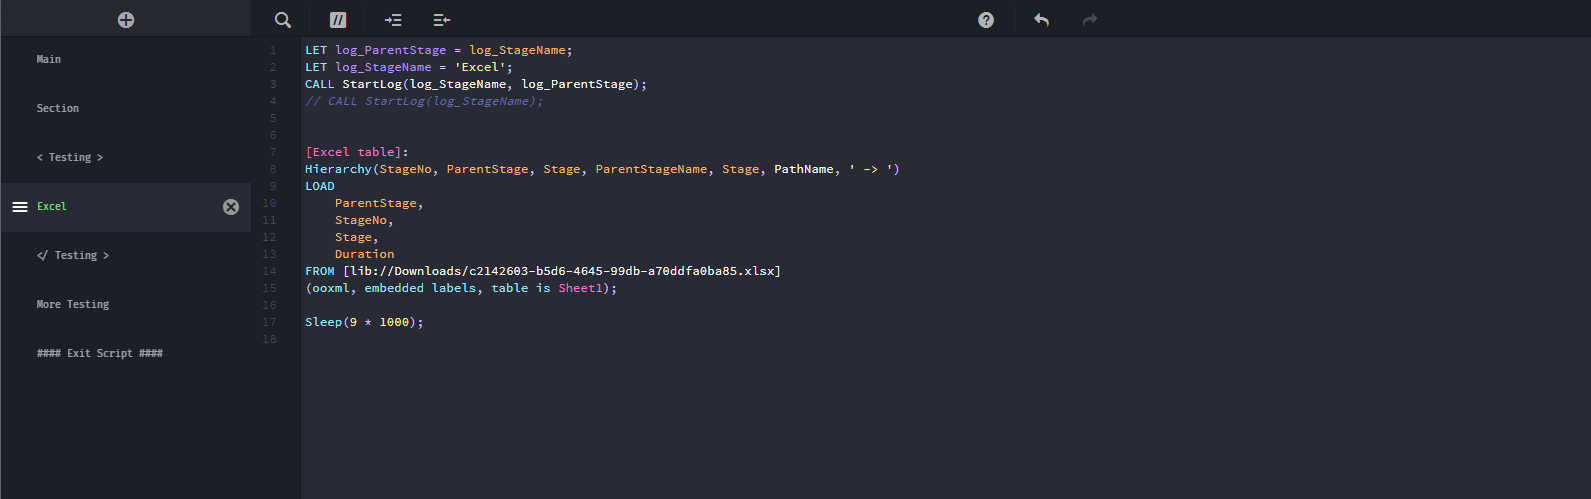 Main
Section
< Testing >
Excel
</ Testing >
More Testing
#### Exit Script ####
//
?
1 LET log_ParentStage = log_StageName;
2 LET log_StageName = 'Excel';
3 CALL StartLog(log_StageName, log_ParentStage);
4 // CALL StartLog(log_StageName);
5
6
7 [Excel table]:
8 Hierarchy(StageNo, ParentStage, Stage, ParentStageName, Stage, PathName, ' -> ')
9 LOAD
10 ParentStage,
11 StageNo,
12 Stage,
13 Duration
14 FROM [lib://Downloads/c2142603-b5d6-4645-99db-a70ddfa0ba85.xlsx]
15 (ooxml, embedded labels, table is Sheet1);
16
17 Sleep(9 * 1000);
18